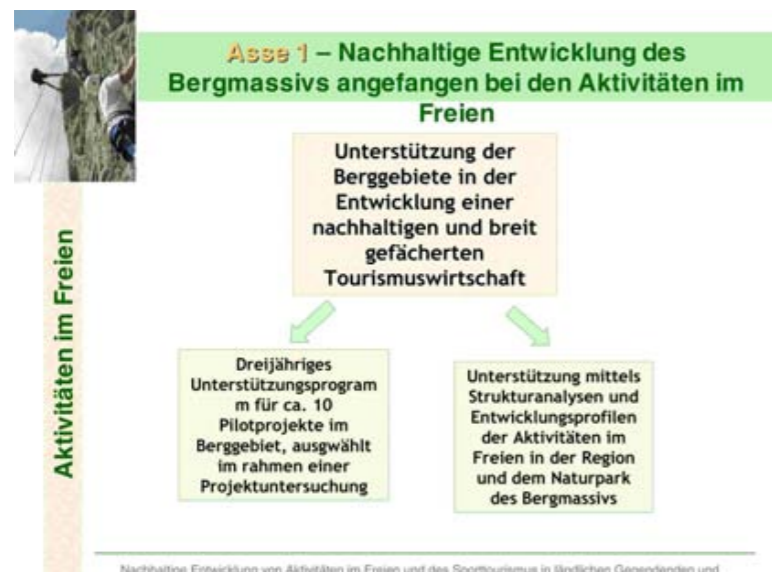 Asse 1 – Nachhaltige Entwicklung des
Bergmassivs angefangen bei den Aktivitäten im
Freien
Unterstützung der
Berggebiete in der
Entwicklung einer
nachhaltigen und breit
gefächerten
Tourismuswirtschaft
Aktivitäten im Freien
Dreijähriges
Unterstützungsprogram
m für ca. 10
Pilotprojekte im
Berggebiet, ausgwählt
im rahmen einer
Projektuntersuchung
Unterstützung mittels
Strukturanalysen und
Entwicklungsprofilen
der Aktivitäten im
Freien in der Region
und dem Naturpark
des Bergmassivs
Nachhaltige Entwicklung von Aktivitäten im Freien und des Sporttourismus in ländlichen Gegendenden und